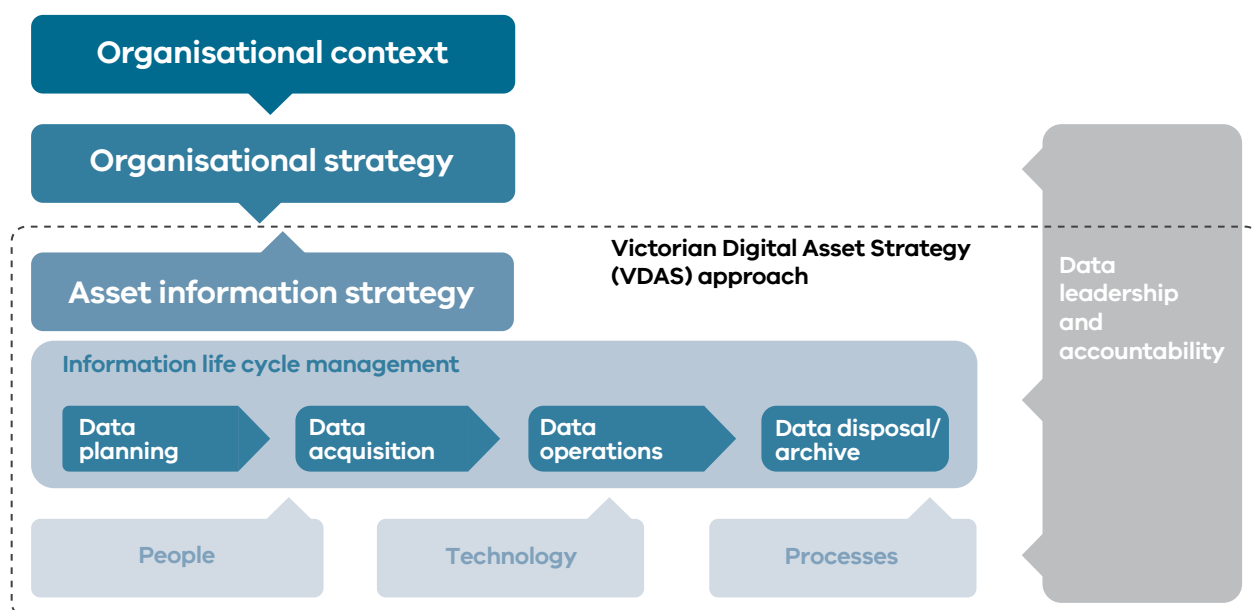 Organisational context
Organisational strategy
Victorian Digital Asset Strategy
(VDAS) approach
Asset information strategy
Information life cycle management
Data
planning
Data
acquisition
Data
operations
Data disposal/
archive
People
Technology
Processes
Data
leadership
and
accountability